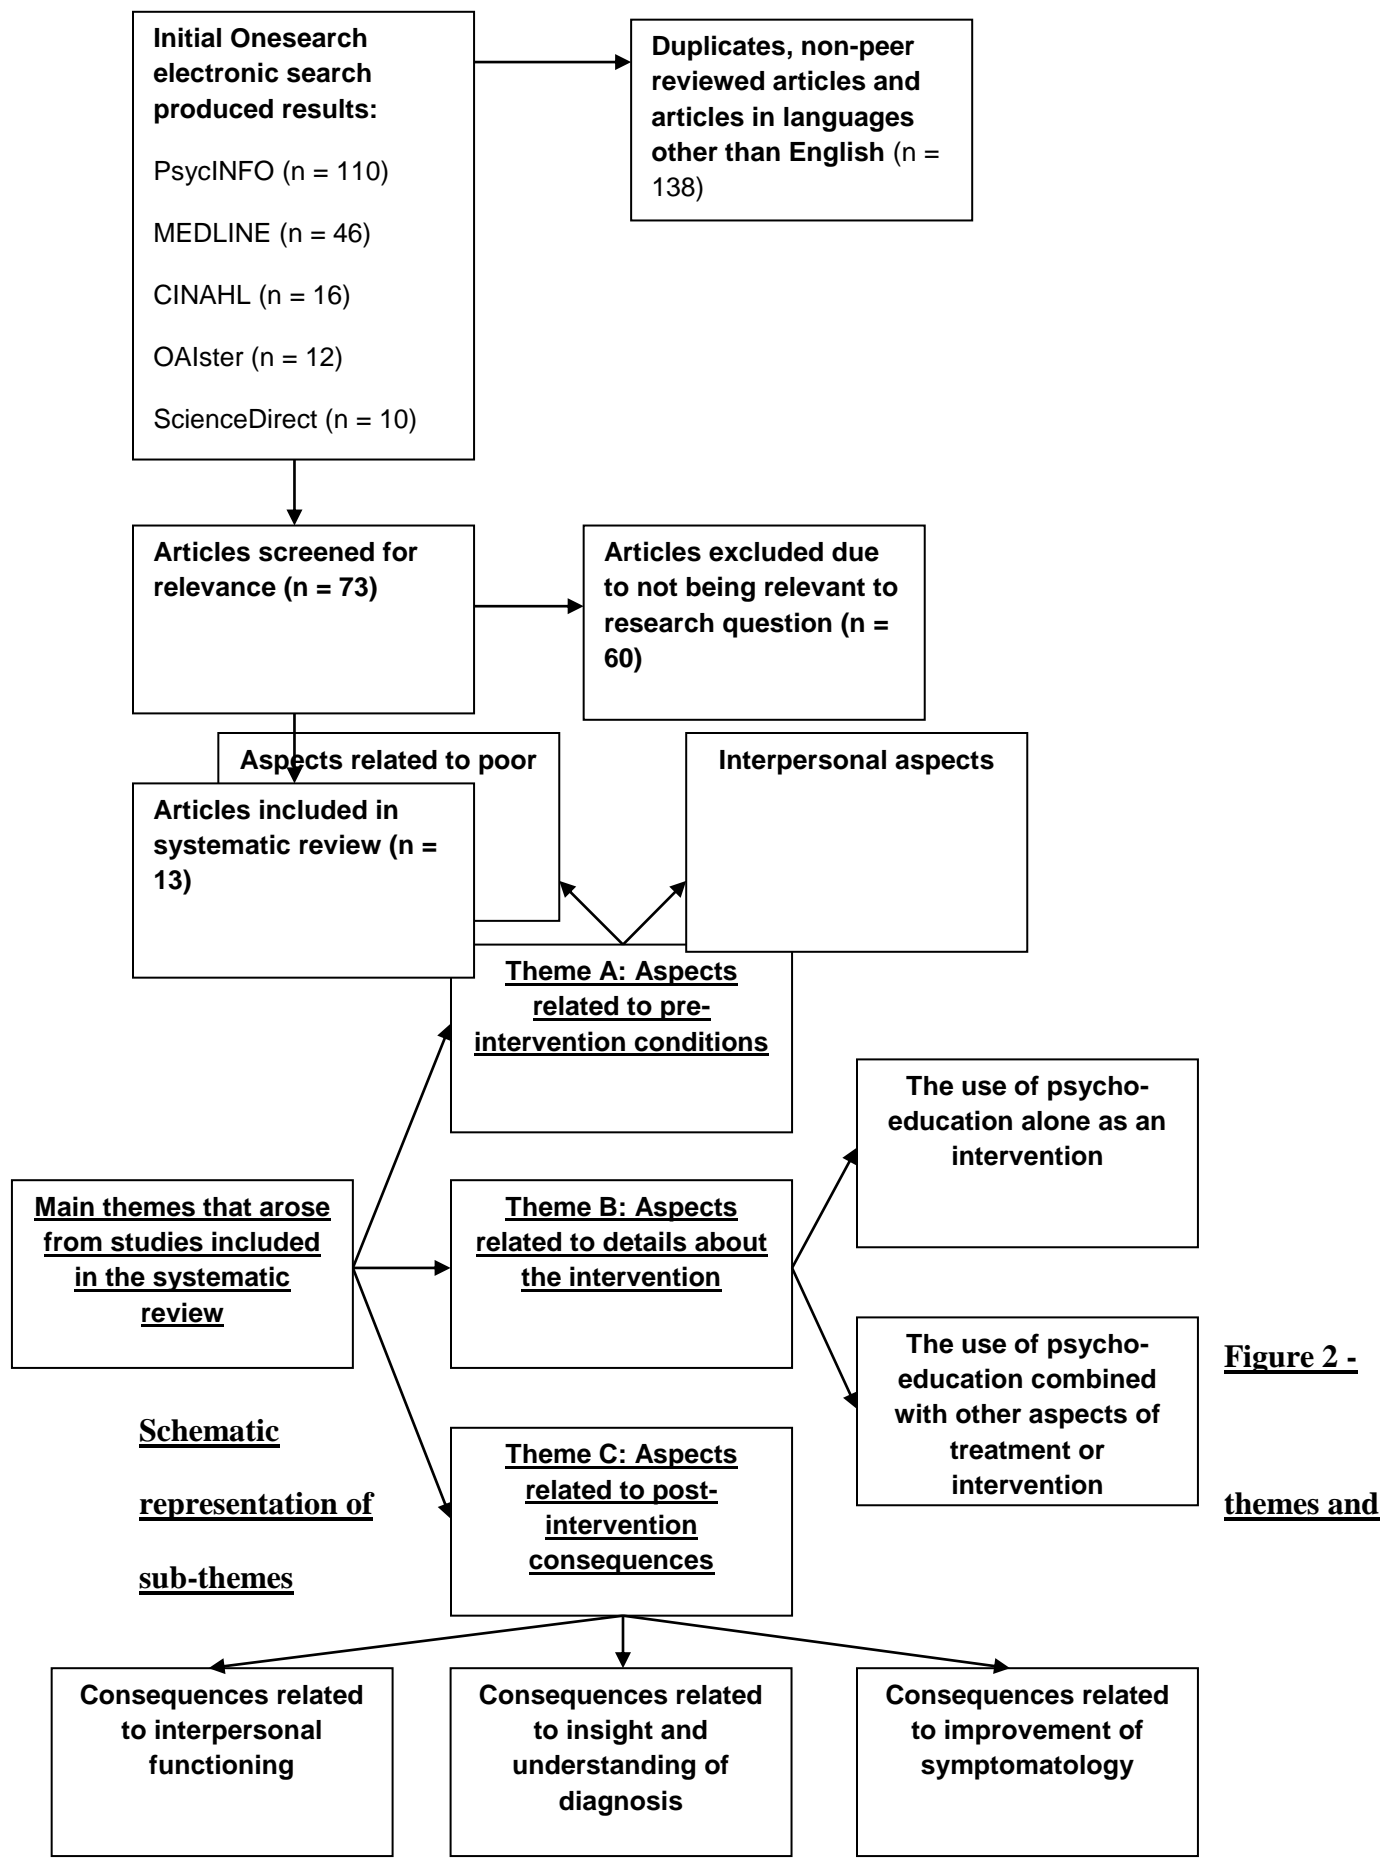 Initial Onesearch
electronic search
produced results:
PsycINFO (n = 110)
MEDLINE (n = 46)
CINAHL (n = 16)
OAIster (n = 12)
ScienceDirect (n = 10)
Duplicates, non-peer
reviewed articles and
articles in languages
other than English (n =
138)
Articles screened for
relevance (n = 73)
Articles excluded due
to not being relevant to
research question (n =
60)
Aspects related to poor
Interpersonal aspects
Articles included in
systematic review (n =
13)
Theme A: Aspects
related to pre-
intervention conditions
The use of psycho-
education alone as an
intervention
Main themes that arose
from studies included
in the systematic
review
Theme B: Aspects
related to details about
the intervention
The use of psycho-
education combined
with other aspects of
treatment or
intervention
Figure 2 -
Schematic
representation of
themes and
sub-themes
Theme C: Aspects
related to post-
intervention
consequences
Consequences related
to interpersonal
functioning
Consequences related
to insight and
understanding of
diagnosis
Consequences related
to improvement of
symptomatology